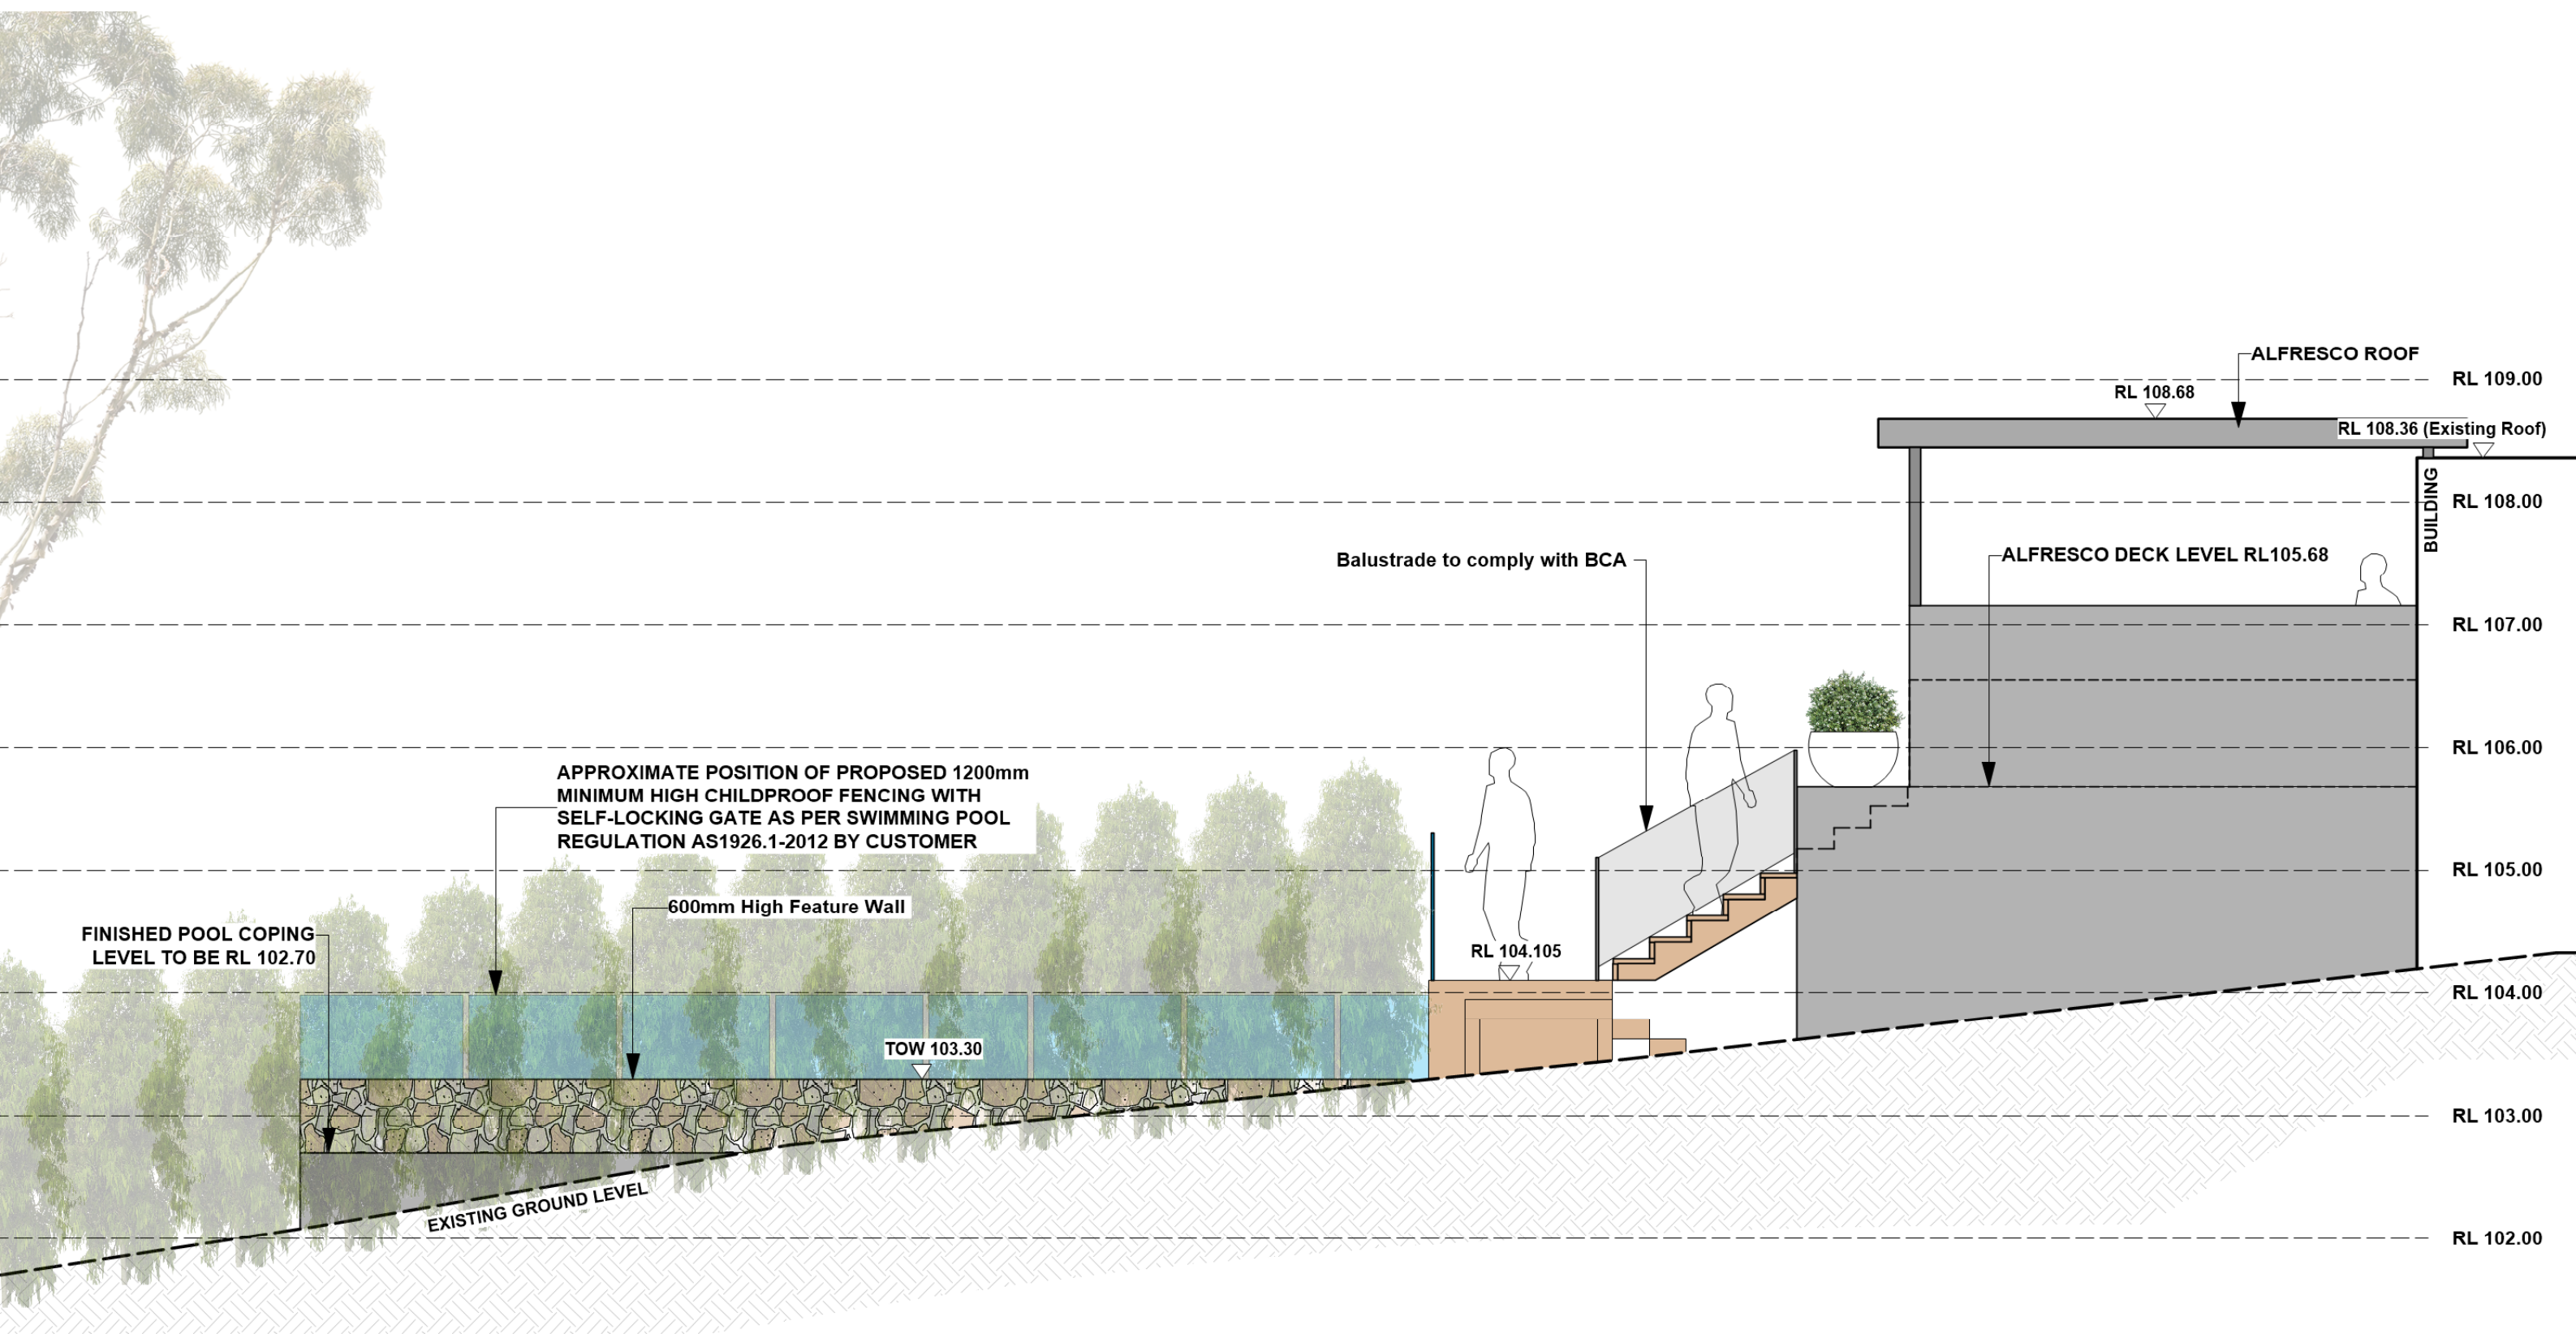 ALFRESCO ROOF
RL 109.00
RL 108.68
RL 108.36 (Existing Roof)
BUILDING
RL 108.00
Balustrade to comply with BCA
ALFRESCO DECK LEVEL RL105.68
RL 107.00
RL 106.00
APPROXIMATE POSITION OF PROPOSED 1200mm
MINIMUM HIGH CHILDPROOF FENCING WITH
SELF-LOCKING GATE AS PER SWIMMING POOL
REGULATION AS1926.1-2012 BY CUSTOMER
RL 105.00
600mm High Feature Wall
FINISHED POOL COPING
LEVEL TO BE RL 102.70
RL 104.105
RL 104.00
TOW 103.30
RL 103.00
EXISTING GROUND LEVEL
RL 102.00